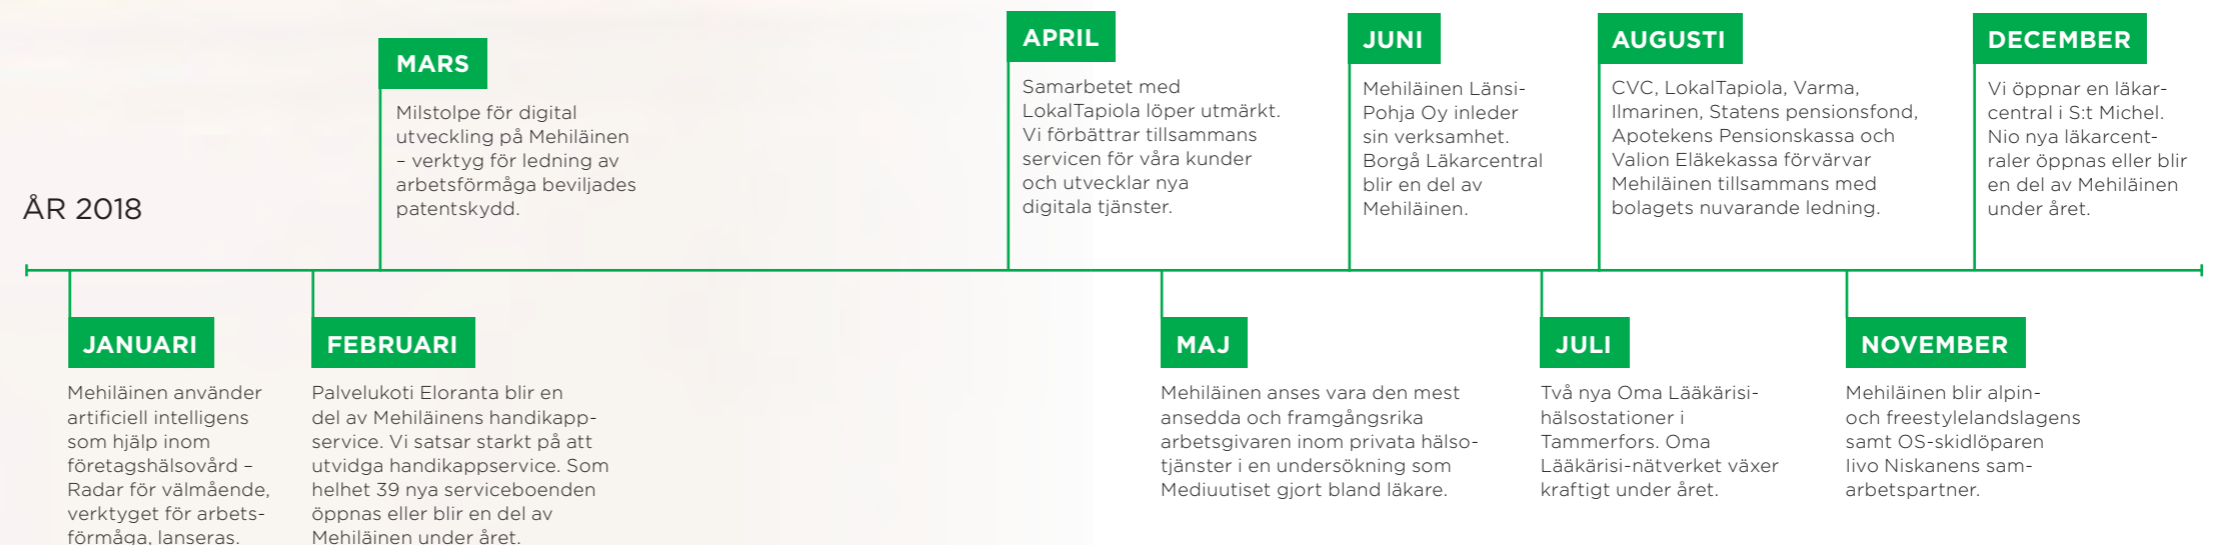 ÅR 2018
JANUARI
Mehiläinen använder
artificiell intelligens
som hjälp inom
företagshälsovård –
Radar för välmående,
verktyget för arbets-
förmåga, lanseras.
FEBRUARI
Palvelukoti Eloranta blir en
del av Mehiläinens handikapp-
service. Vi satsar starkt på att
utvidga handikappservice. Som
helhet 39 nya serviceboenden
öppnas eller blir en del av
Mehiläinen under året.
MARS
Milstolpe för digital
utveckling på Mehiläinen
– verktyg för ledning av
arbetsförmåga beviljades
patentskydd.
APRIL
Samarbetet med
LokalTapiola löper utmärkt.
Vi förbättrar tillsammans
servicen för våra kunder
och utvecklar nya
digitala tjänster.
MAJ
Mehiläinen anses vara den mest
ansedda och framgångsrika
arbetsgivaren inom privata hälso-
tjänster i en undersökning som
Mediuutiset gjort bland läkare.
JUNI
Mehiläinen Länsi-
Pohja Oy inleder
sin verksamhet.
Borgå Läkarcentral
blir en del av
Mehiläinen.
JULI
Två nya Oma Lääkärisi-
hälsostationer i
Tammerfors. Oma
Lääkärisi-nätverket växer
kraftigt under året.
AUGUSTI
CVC, LokalTapiola, Varma,
Ilmarinen, Statens pensionsfond,
Apotekens Pensionskassa och
Valion Eläkekassa förvärvar
Mehiläinen tillsammans med
bolagets nuvarande ledning.
NOVEMBER
Mehiläinen blir alpin-
och freestylelandslagens
samt OS-skidlöparen
Iivo Niskanens sam-
arbetspartner.
DECEMBER
Vi öppnar en läkar-
central i S:t Michel.
Nio nya läkarcent-
raler öppnas eller blir
en del av Mehiläinen
under året.